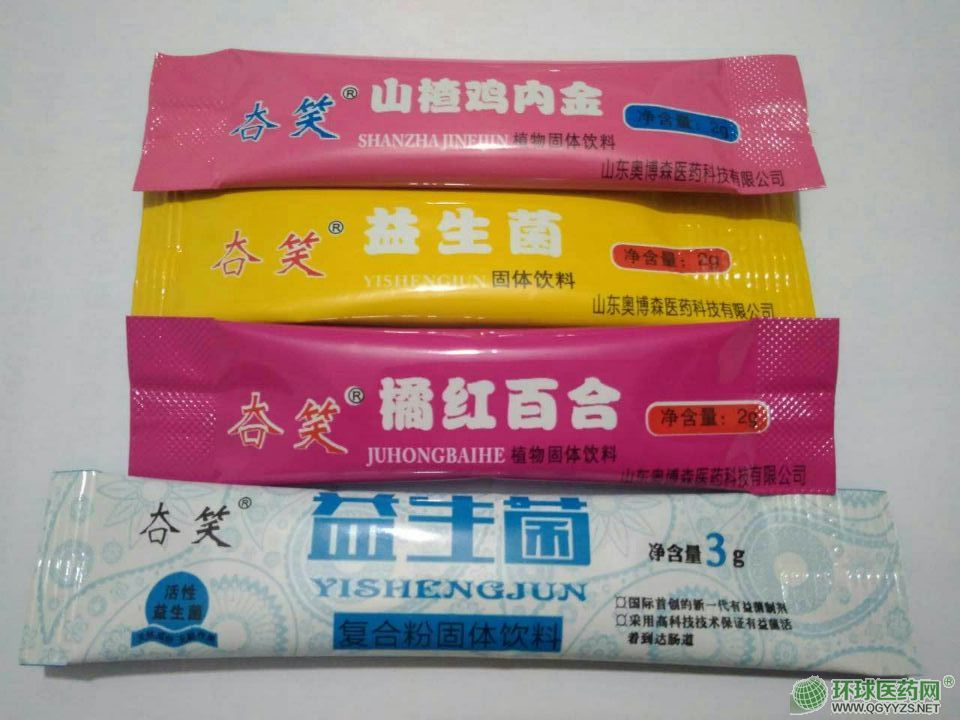 夻笑® 山楂鸡内金
净含量：2g
SHANZHAJINEIJIN 植物固体饮料
山东奥博森医药科技有限公司
夻笑® 益生菌
净含量：2g
YISHENGJUN 固体饮料
山东奥博森医药科技有限公司
夻笑® 橘红百合
净含量：2g
JUHONGBAIHE 植物固体饮料
山东奥博森医药科技有限公司
夻笑® 益生菌
净含量3g
YISHENGJUN
活性
益生菌
复合粉固体饮料
国际首创的新一代有益菌制剂
采用高科技技术保证有益菌活
着到达肠道
环球医药网®
WWW.QGYYZS.NET